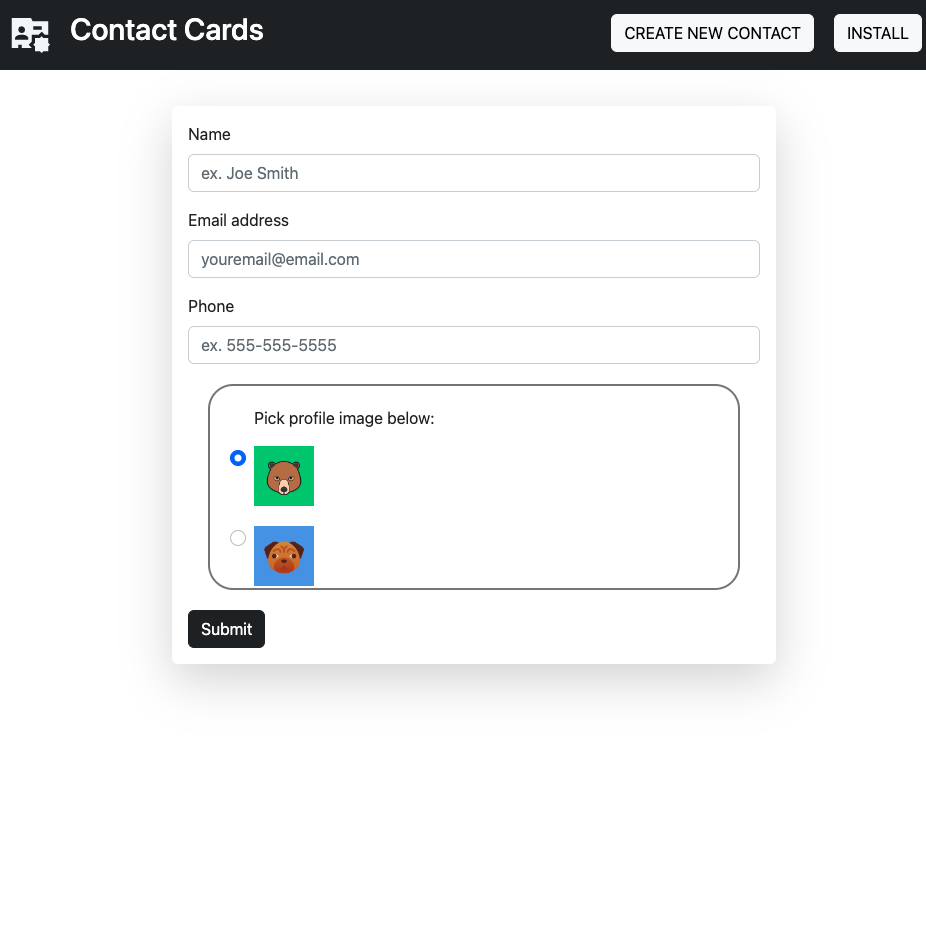 Contact Cards
CREATE NEW CONTACT
INSTALL
Name
ex. Joe Smith
Email address
youremail@email.com
Phone
ex. 555-555-5555
Pick profile image below:
Submit